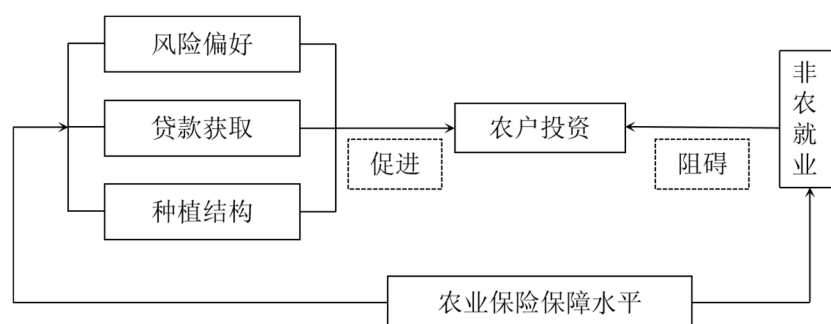 风险偏好
贷款获取
种植结构
促进
农户投资
阻碍
非农就业
农业保险保障水平